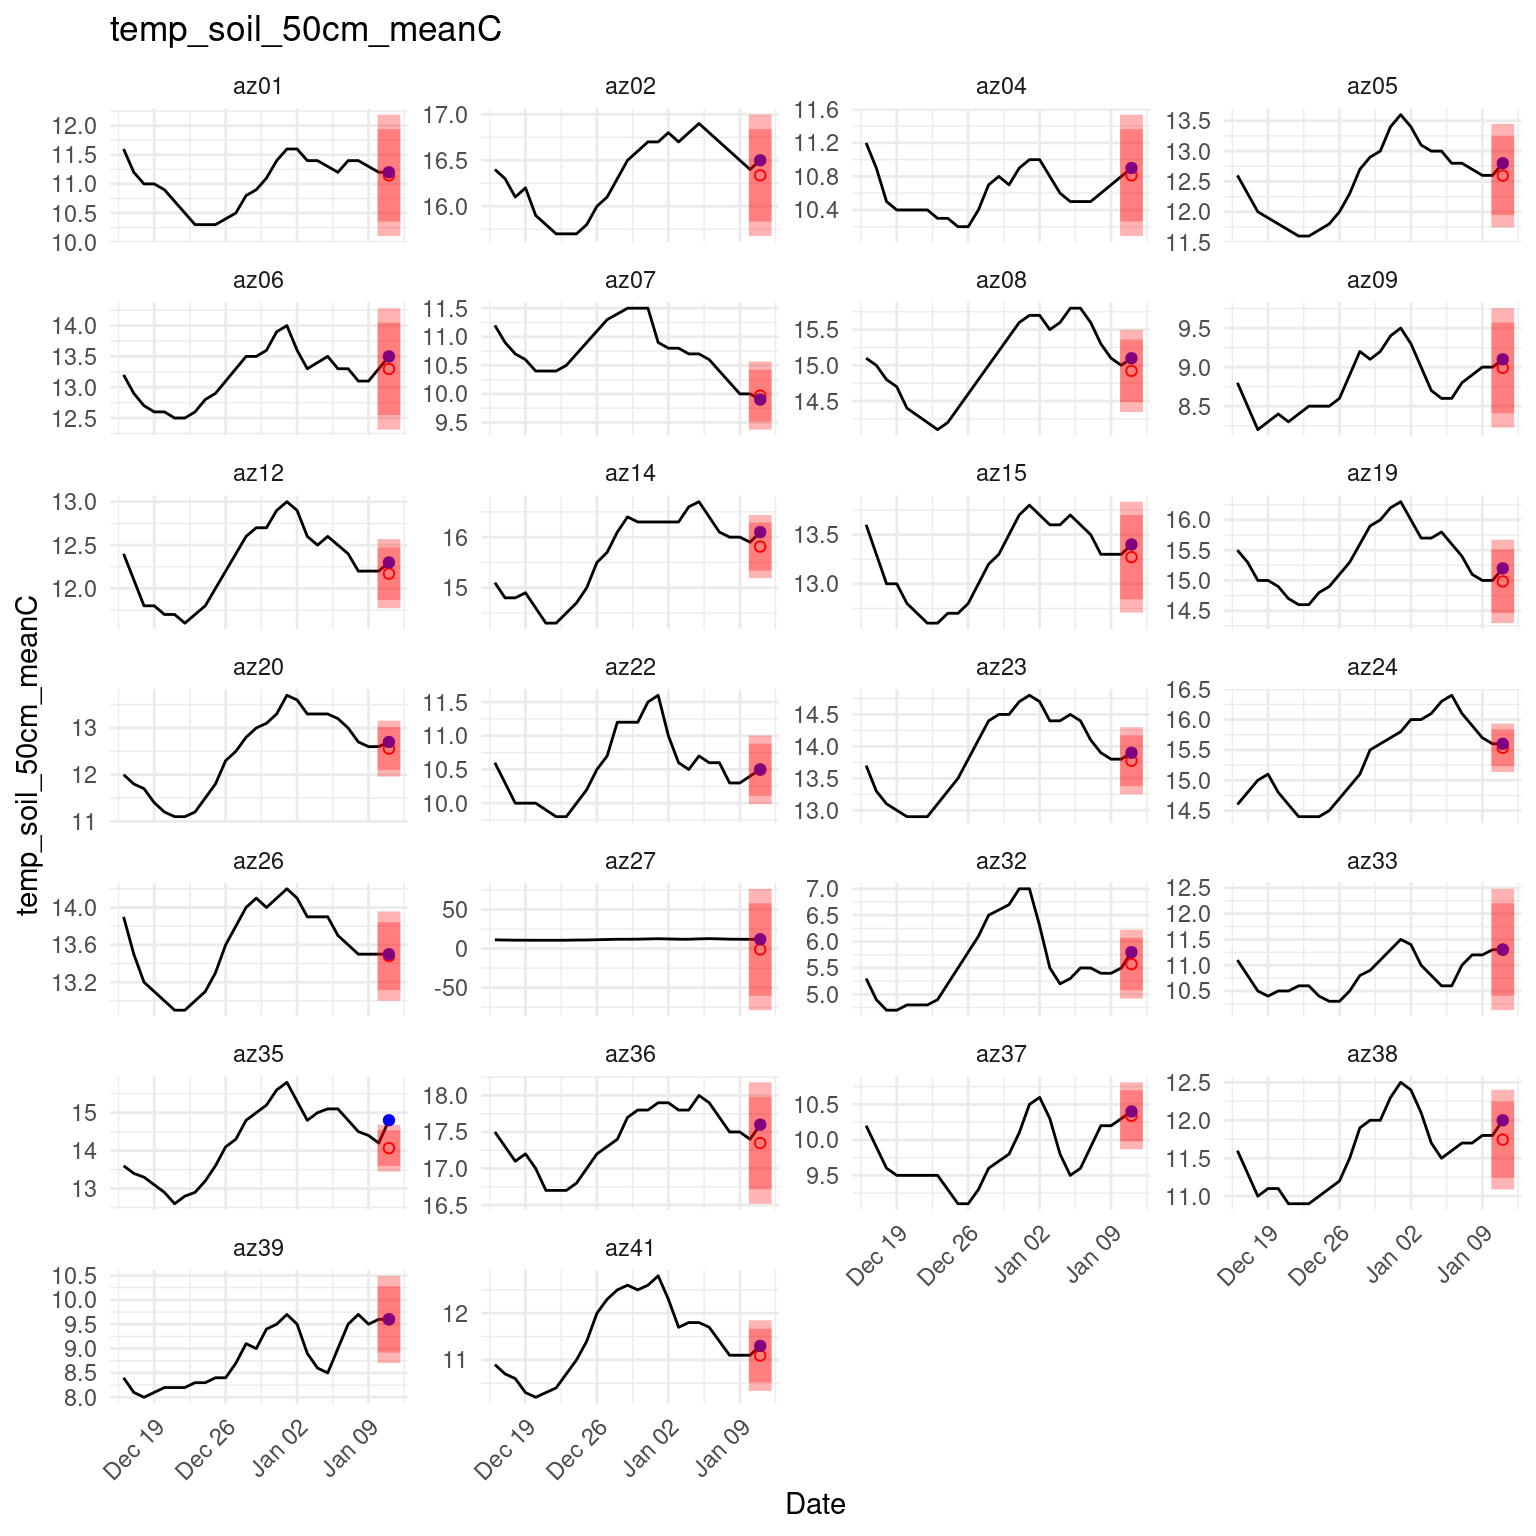 temp_soil_50cm_meanC
az01 az02 az04 az05
12.0 11.5 11.0 10.5 10.0
17.0 16.5 16.0
11.6 11.2 10.8 10.4
13.5 13.0 12.5 12.0 11.5
az06 az07 az08 az09
14.0 13.5 13.0 12.5
11.5 11.0 10.5 10.0 9.5
15.5 15.0 14.5
9.5 9.0 8.5
az12 az14 az15 az19
13.0 12.5 12.0
16 15
13.5 13.0
16.0 15.5 15.0 14.5
temp_soil_50cm_meanC
az20 az22 az23 az24
13 12 11
11.5 11.0 10.5 10.0
14.5 14.0 13.5 13.0
16.5 16.0 15.5 15.0 14.5
az26 az27 az32 az33
14.0 13.6 13.2
50 0 -50
7.0 6.5 6.0 5.5 5.0
12.5 12.0 11.5 11.0 10.5
az35 az36 az37 az38
15 14 13
18.0 17.5 17.0 16.5
10.5 10.0 9.5
12.5 12.0 11.5 11.0
Dec 19 Dec 26 Jan 02 Jan 09 Dec 19 Dec 26 Jan 02 Jan 09
az39 az41
10.5 10.0 9.5 9.0 8.5 8.0
12 11
Dec 19 Dec 26 Jan 02 Jan 09 Dec 19 Dec 26 Jan 02 Jan 09
Date